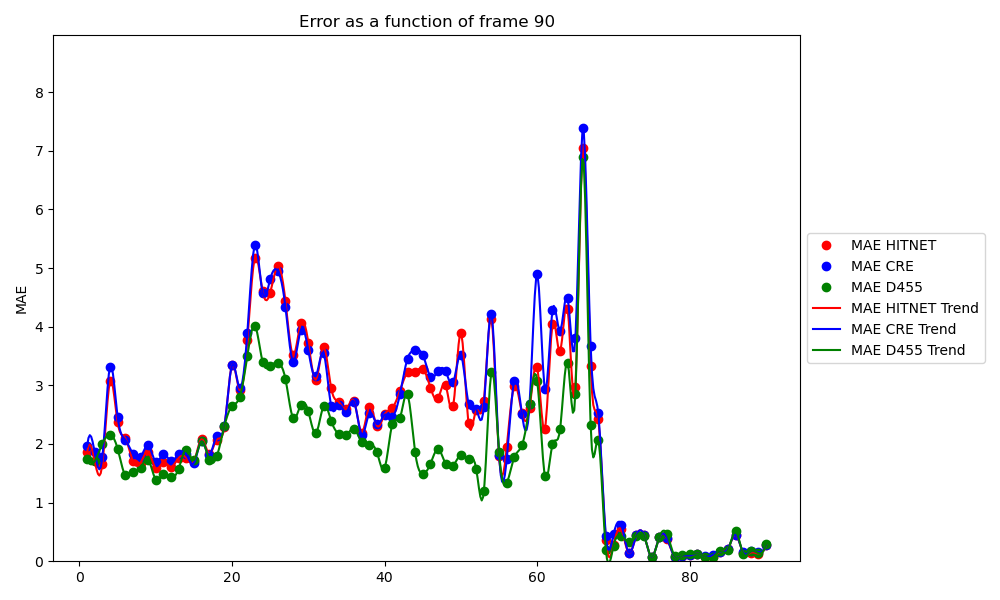 Error as a function of frame 90
MAE
8
7
6
5
4
3
2
1
0
0 20 40 60 80
MAE HITNET
MAE CRE
MAE D455
MAE HITNET Trend
MAE CRE Trend
MAE D455 Trend